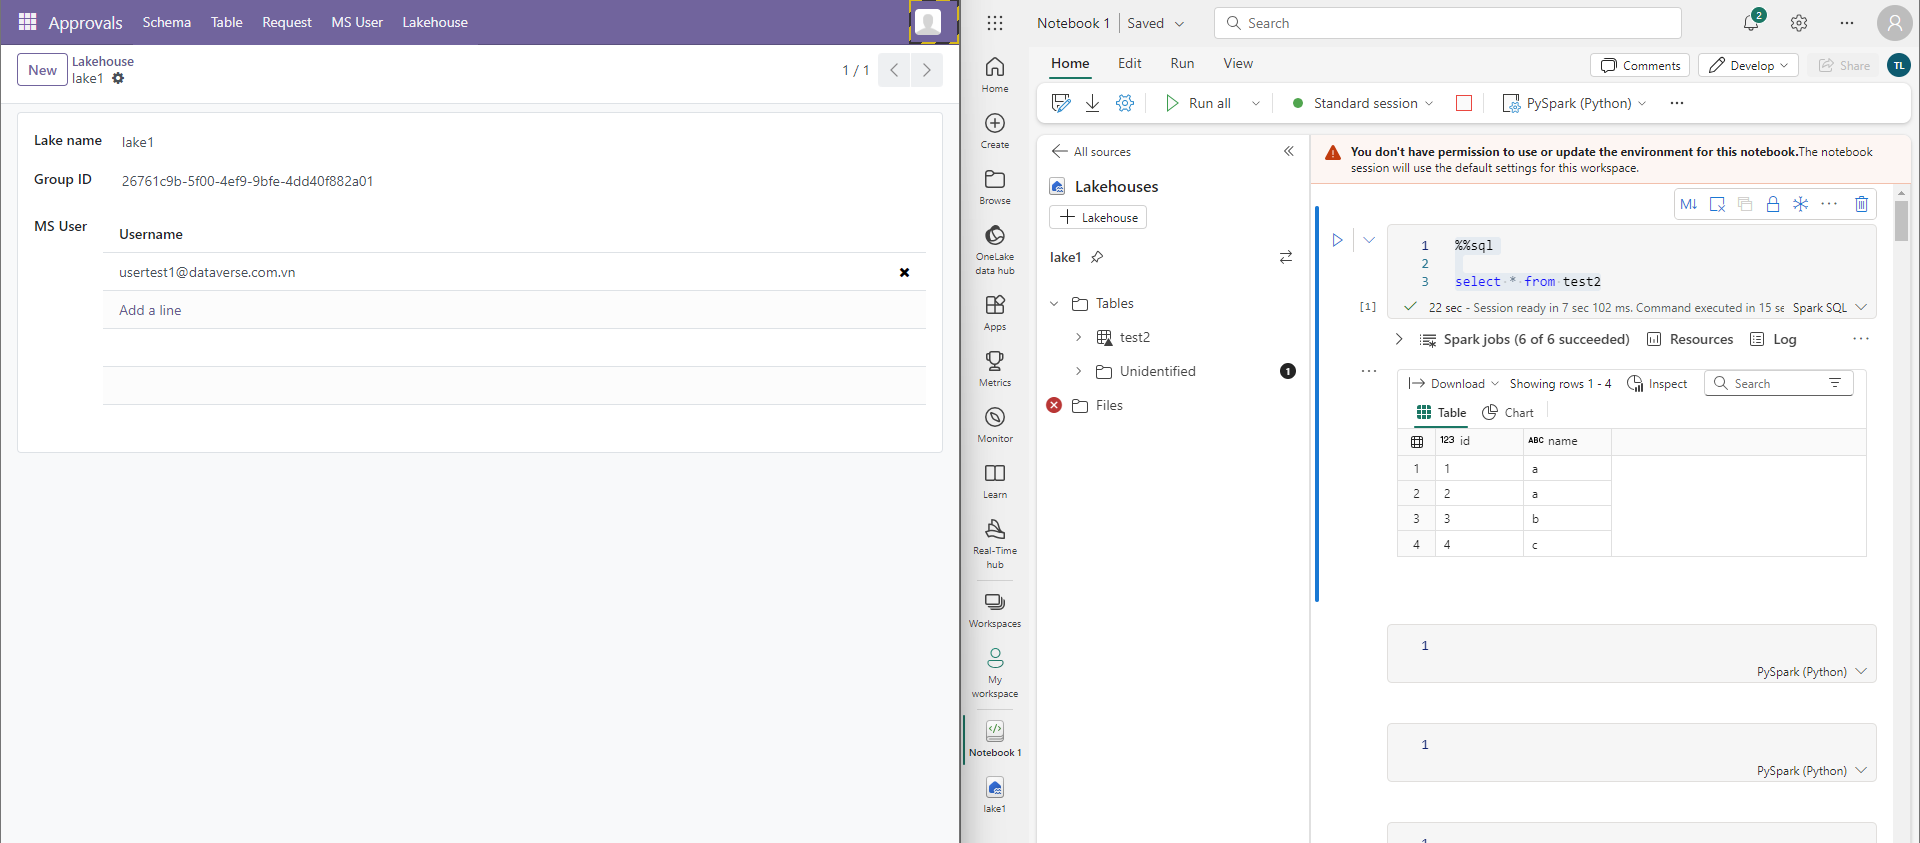 Approvals Schema Table Request MS User Lakehouse
New Lakehouse
lake1 1 / 1
Lake name lake1
Group ID 26761c9b-5f00-4ef9-9bfe-4dd40f882a01
MS User Username
usertest1@dataverse.com.vn
Add a line
Notebook 1 Saved Search 2
Home
Create
Browse
OneLake
data hub
Apps
Metrics
Monitor
Learn
Real-Time
hub
Workspaces
My
workspace
Notebook 1
lake1
Home Edit Run View Comments Develop Share TL
Run all Standard session PySpark (Python)
All sources
Lakehouses
Lakehouse
lake1
Tables
test2
Unidentified 1
Files
You don't have permission to use or update the environment for this notebook.The notebook
session will use the default settings for this workspace.
M↓
1 %%sql
2
3 select * from test2
[1] 22 sec - Session ready in 7 sec 102 ms. Command executed in 15 se Spark SQL
Spark jobs (6 of 6 succeeded) Resources Log
Download Showing rows 1 - 4 Inspect Search
Table Chart
123 id ABC name
1 1 a
2 2 a
3 3 b
4 4 c
1
PySpark (Python)
1
PySpark (Python)
1